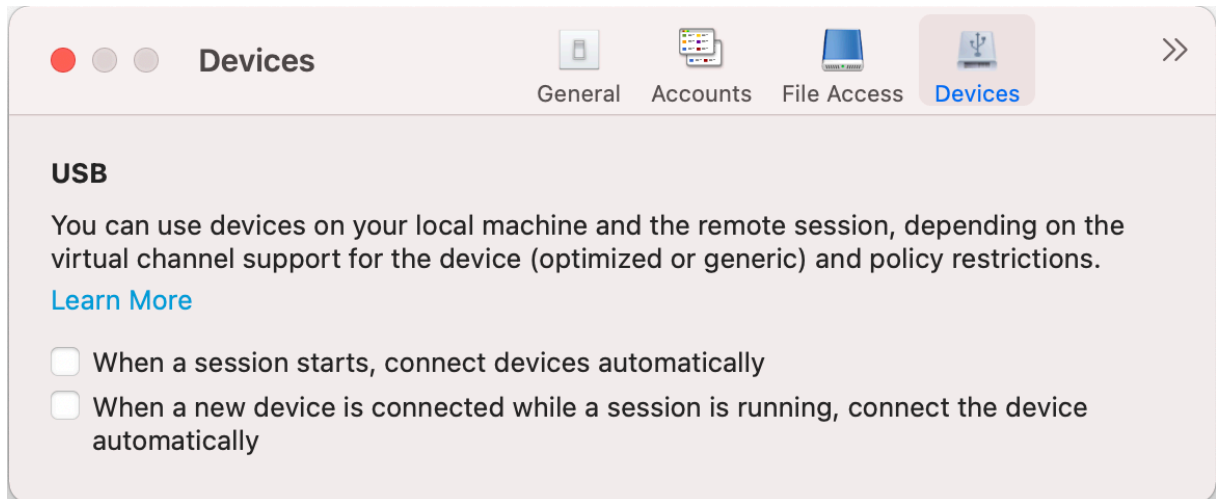 Devices
General
Accounts
File Access
Devices
USB
You can use devices on your local machine and the remote session, depending on the
virtual channel support for the device (optimized or generic) and policy restrictions.
Learn More
When a session starts, connect devices automatically
When a new device is connected while a session is running, connect the device
automatically